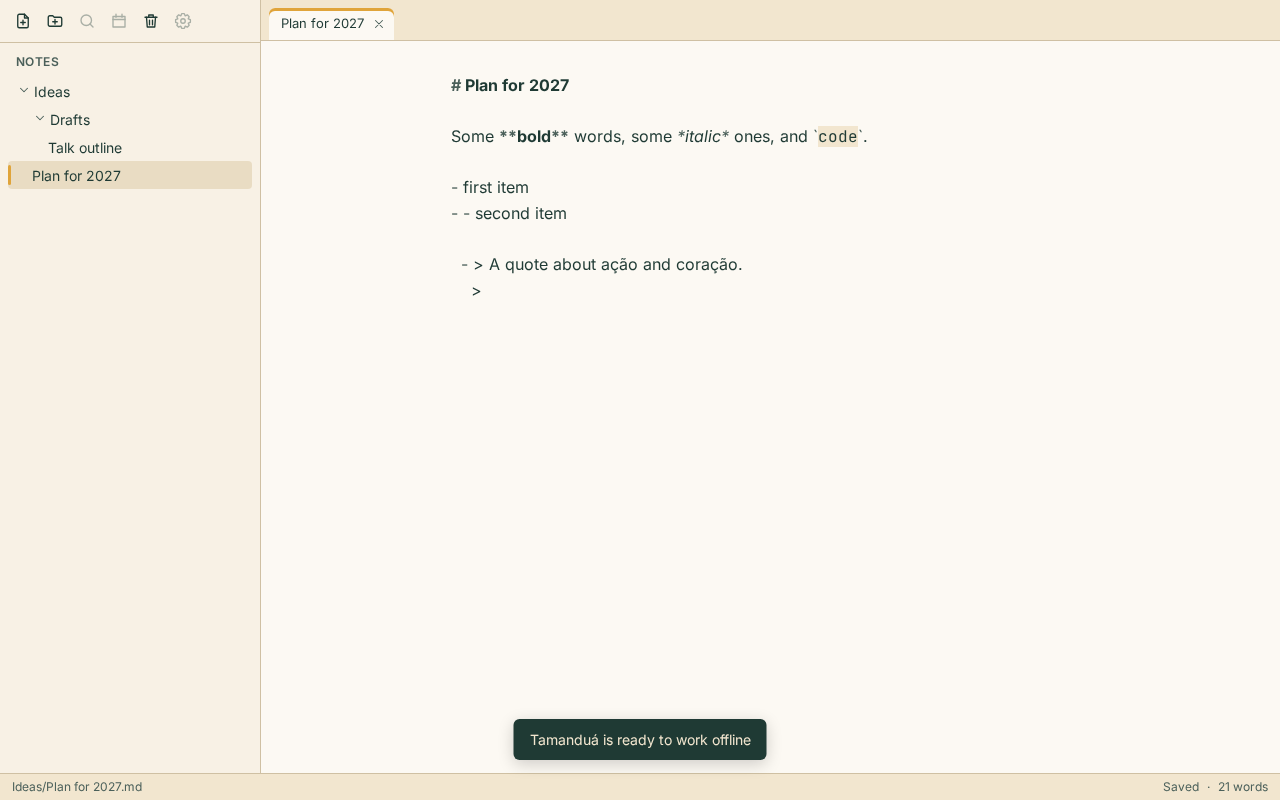 Plan for 2027
NOTES
Ideas
Drafts
Talk outline
Plan for 2027
# Plan for 2027
Some **bold** words, some *italic* ones, and `code`.
- first item
- - second item
- > A quote about ação and coração.
>
Tamanduá is ready to work offline
Ideas/Plan for 2027.md
Saved · 21 words